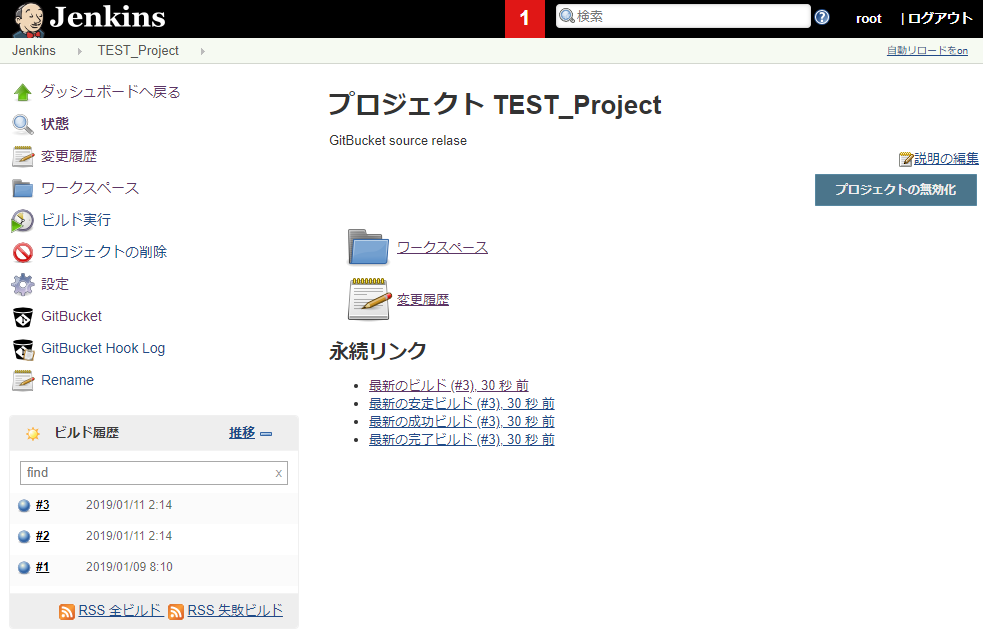 Jenkins
1
検索
root
| ログアウト
Jenkins
TEST_Project
自動リロードをon
ダッシュボードへ戻る
状態
変更履歴
ワークスペース
ビルド実行
プロジェクトの削除
設定
GitBucket
GitBucket Hook Log
Rename
ビルド履歴 推移
find x
#3 2019/01/11 2:14
#2 2019/01/11 2:14
#1 2019/01/09 8:10
RSS 全ビルド RSS 失敗ビルド
プロジェクト TEST_Project
GitBucket source relase
説明の編集
プロジェクトの無効化
ワークスペース
変更履歴
永続リンク
最新のビルド (#3), 30 秒 前
最新の安定ビルド (#3), 30 秒 前
最新の成功ビルド (#3), 30 秒 前
最新の完了ビルド (#3), 30 秒 前